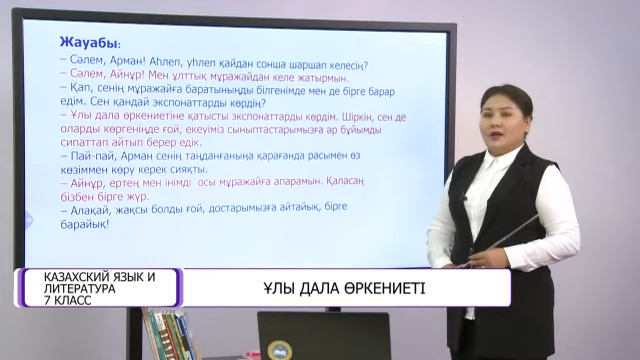 Жауабы:
– Сәлем, Арман! Аһлеп, уһлеп қайдан сонша шаршап келесің?
– Сәлем, Айнұр! Мен ұлттық мұражайдан келе жатырмын.
– Қап, сенің мұражайға баратыныңды білгенімде мен де бірге барар
едім. Сен қандай экспонаттарды көрдің?
– Ұлы дала өркениетіне қатысты экспонаттарды көрдім. Шіркін, сен де
оларды көргеніңде ғой, екеуіміз сыныптастарымызға әр бұйымды
сипаттап айтып берер едік.
– Пай-пай, Арман сенің таңданғаныңа қарағанда расымен өз
көзіммен көру керек сияқты.
– Айнұр, ертең мен інімді осы мұражайға апарамын. Қаласаң
бізбен бірге жүр.
– Алақай, жақсы болды ғой, достарымызға айтайық, бірге
барайық!
КАЗАХСКИЙ ЯЗЫК И
ЛИТЕРАТУРА
7 КЛАСС
ҰЛЫ ДАЛА ӨРКЕНИЕТІ